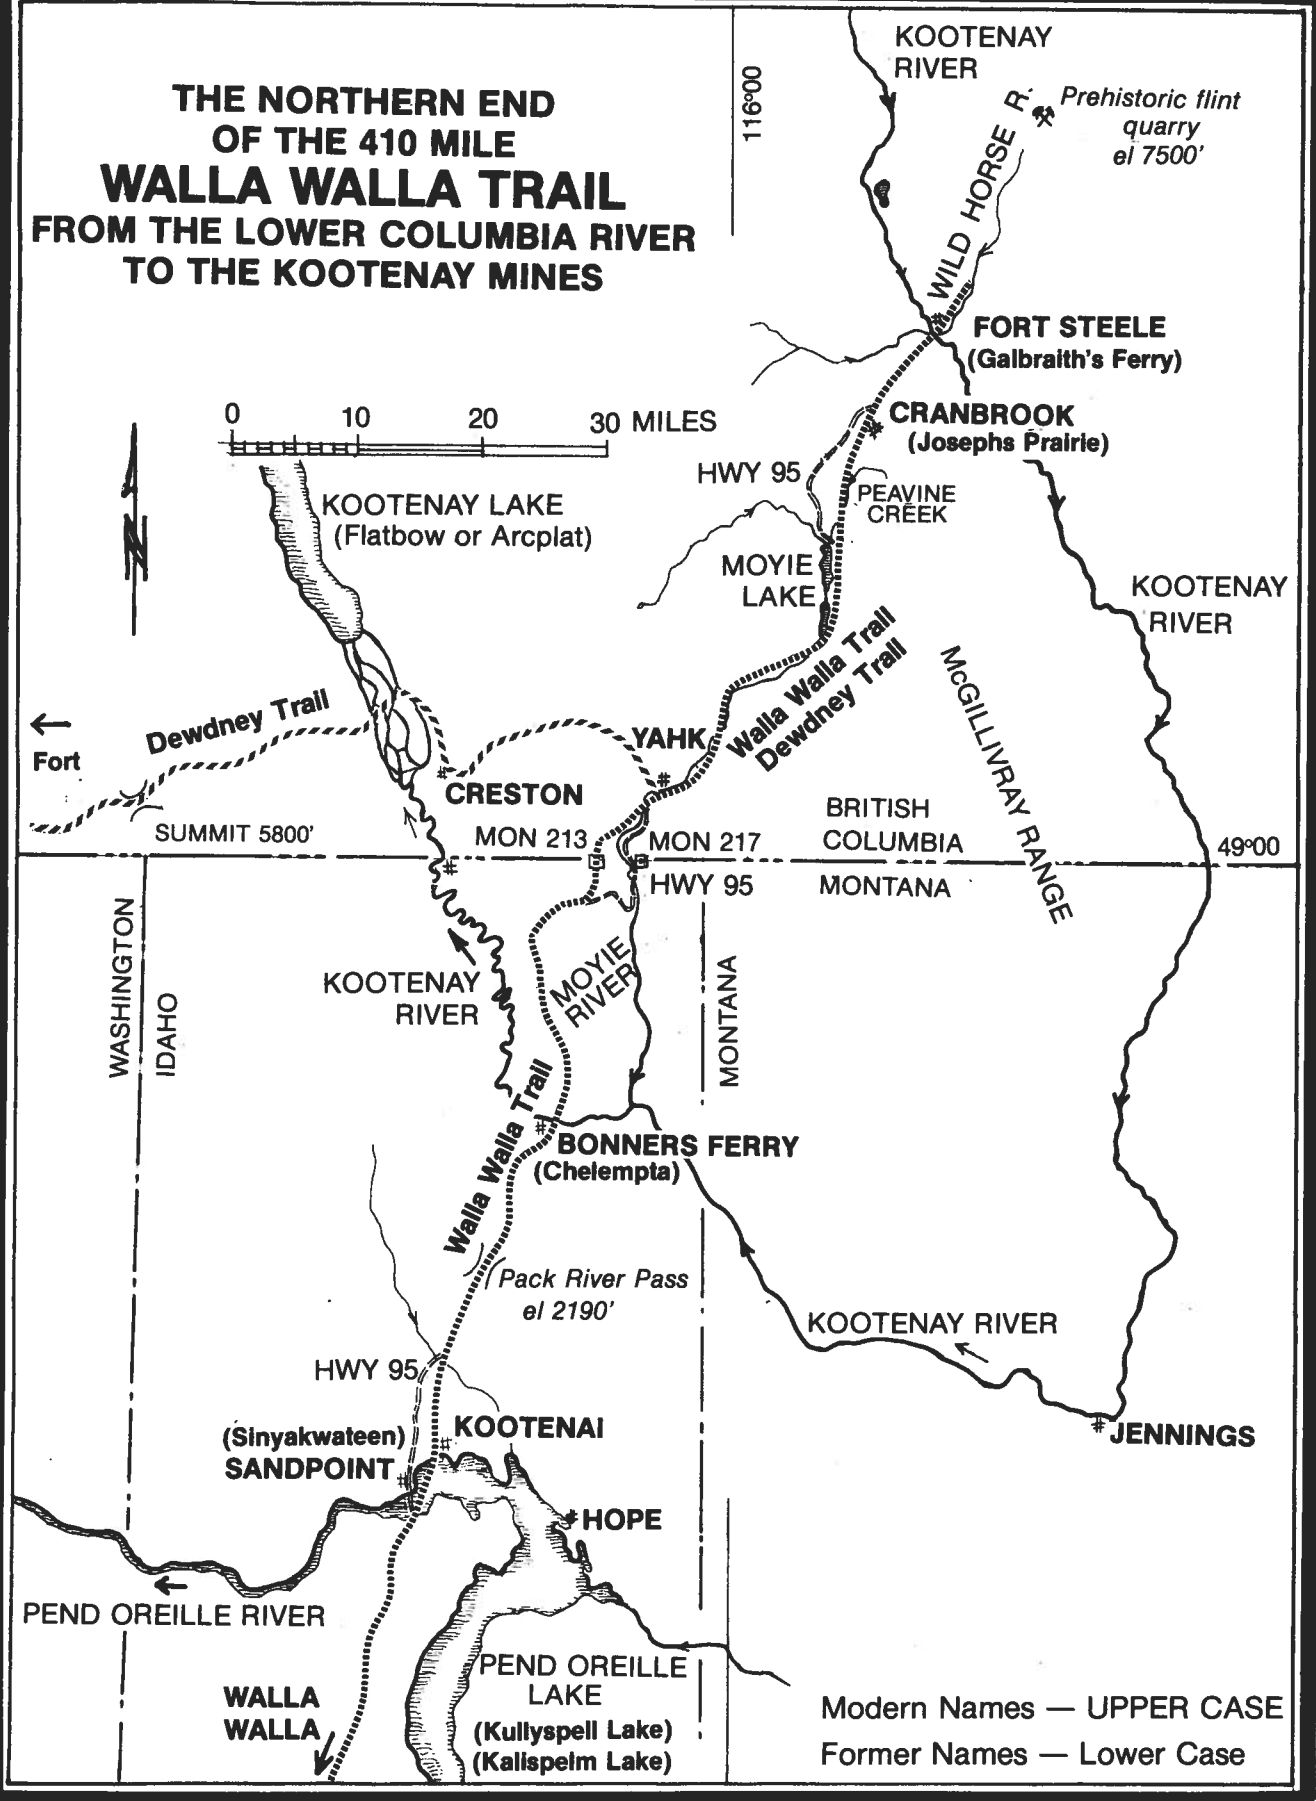 THE NORTHERN END
OF THE 410 MILE
WALLA WALLA TRAIL
FROM THE LOWER COLUMBIA RIVER
TO THE KOOTENAY MINES
116º00
KOOTENAY
RIVER
WILD HORSE R.
Prehistoric flint
quarry
el 7500'
FORT STEELE
(Galbraith's Ferry)
0 10 20 30 MILES
CRANBROOK
(Josephs Prairie)
HWY 95
PEAVINE
CREEK
N
KOOTENAY LAKE
(Flatbow or Arcplat)
MOYIE
LAKE
KOOTENAY
RIVER
Walla Walla Trail
Dewdney Trail
McGILLIVRAY RANGE
Dewdney Trail
Fort
YAHK
CRESTON
SUMMIT 5800'
MON 213
MON 217
BRITISH
COLUMBIA
49º00
HWY 95
MONTANA
WASHINGTON
IDAHO
KOOTENAY
RIVER
MOYIE
RIVER
MONTANA
Walla Walla Trail
BONNERS FERRY
(Chelempta)
Pack River Pass
el 2190'
KOOTENAY RIVER
HWY 95
(Sinyakwateen)
SANDPOINT
KOOTENAI
JENNINGS
HOPE
PEND OREILLE RIVER
PEND OREILLE
LAKE
(Kullyspell Lake)
(Kalispelm Lake)
WALLA
WALLA
Modern Names — UPPER CASE
Former Names — Lower Case